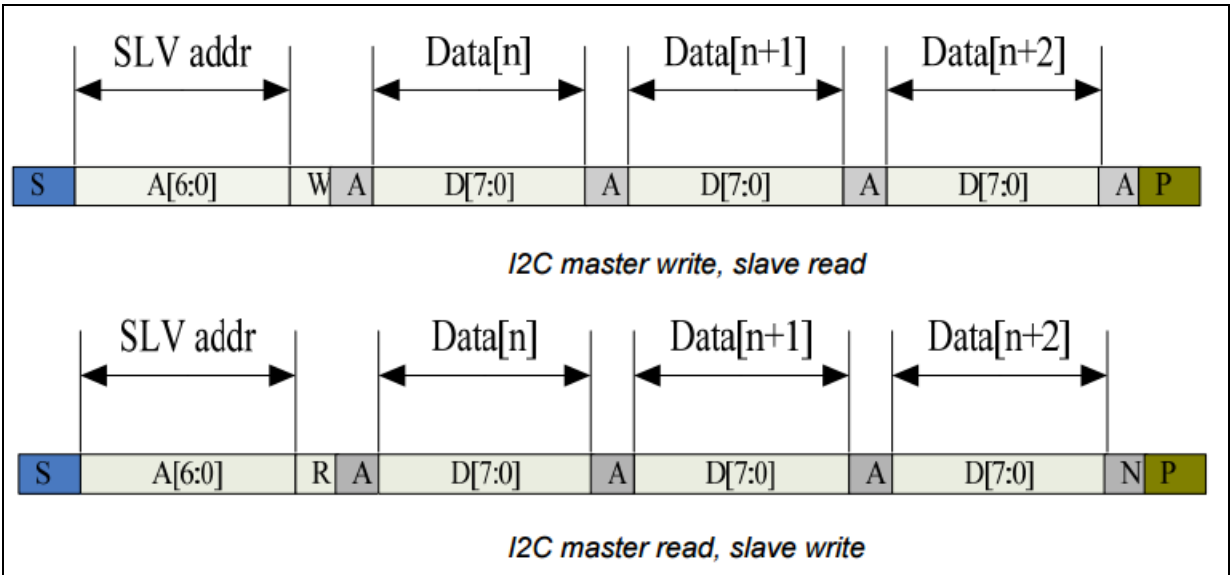 SLV addr Data[n] Data[n+1] Data[n+2]
S A[6:0] W A D[7:0] A D[7:0] A D[7:0] A P
I2C master write, slave read
SLV addr Data[n] Data[n+1] Data[n+2]
S A[6:0] R A D[7:0] A D[7:0] A D[7:0] N P
I2C master read, slave write